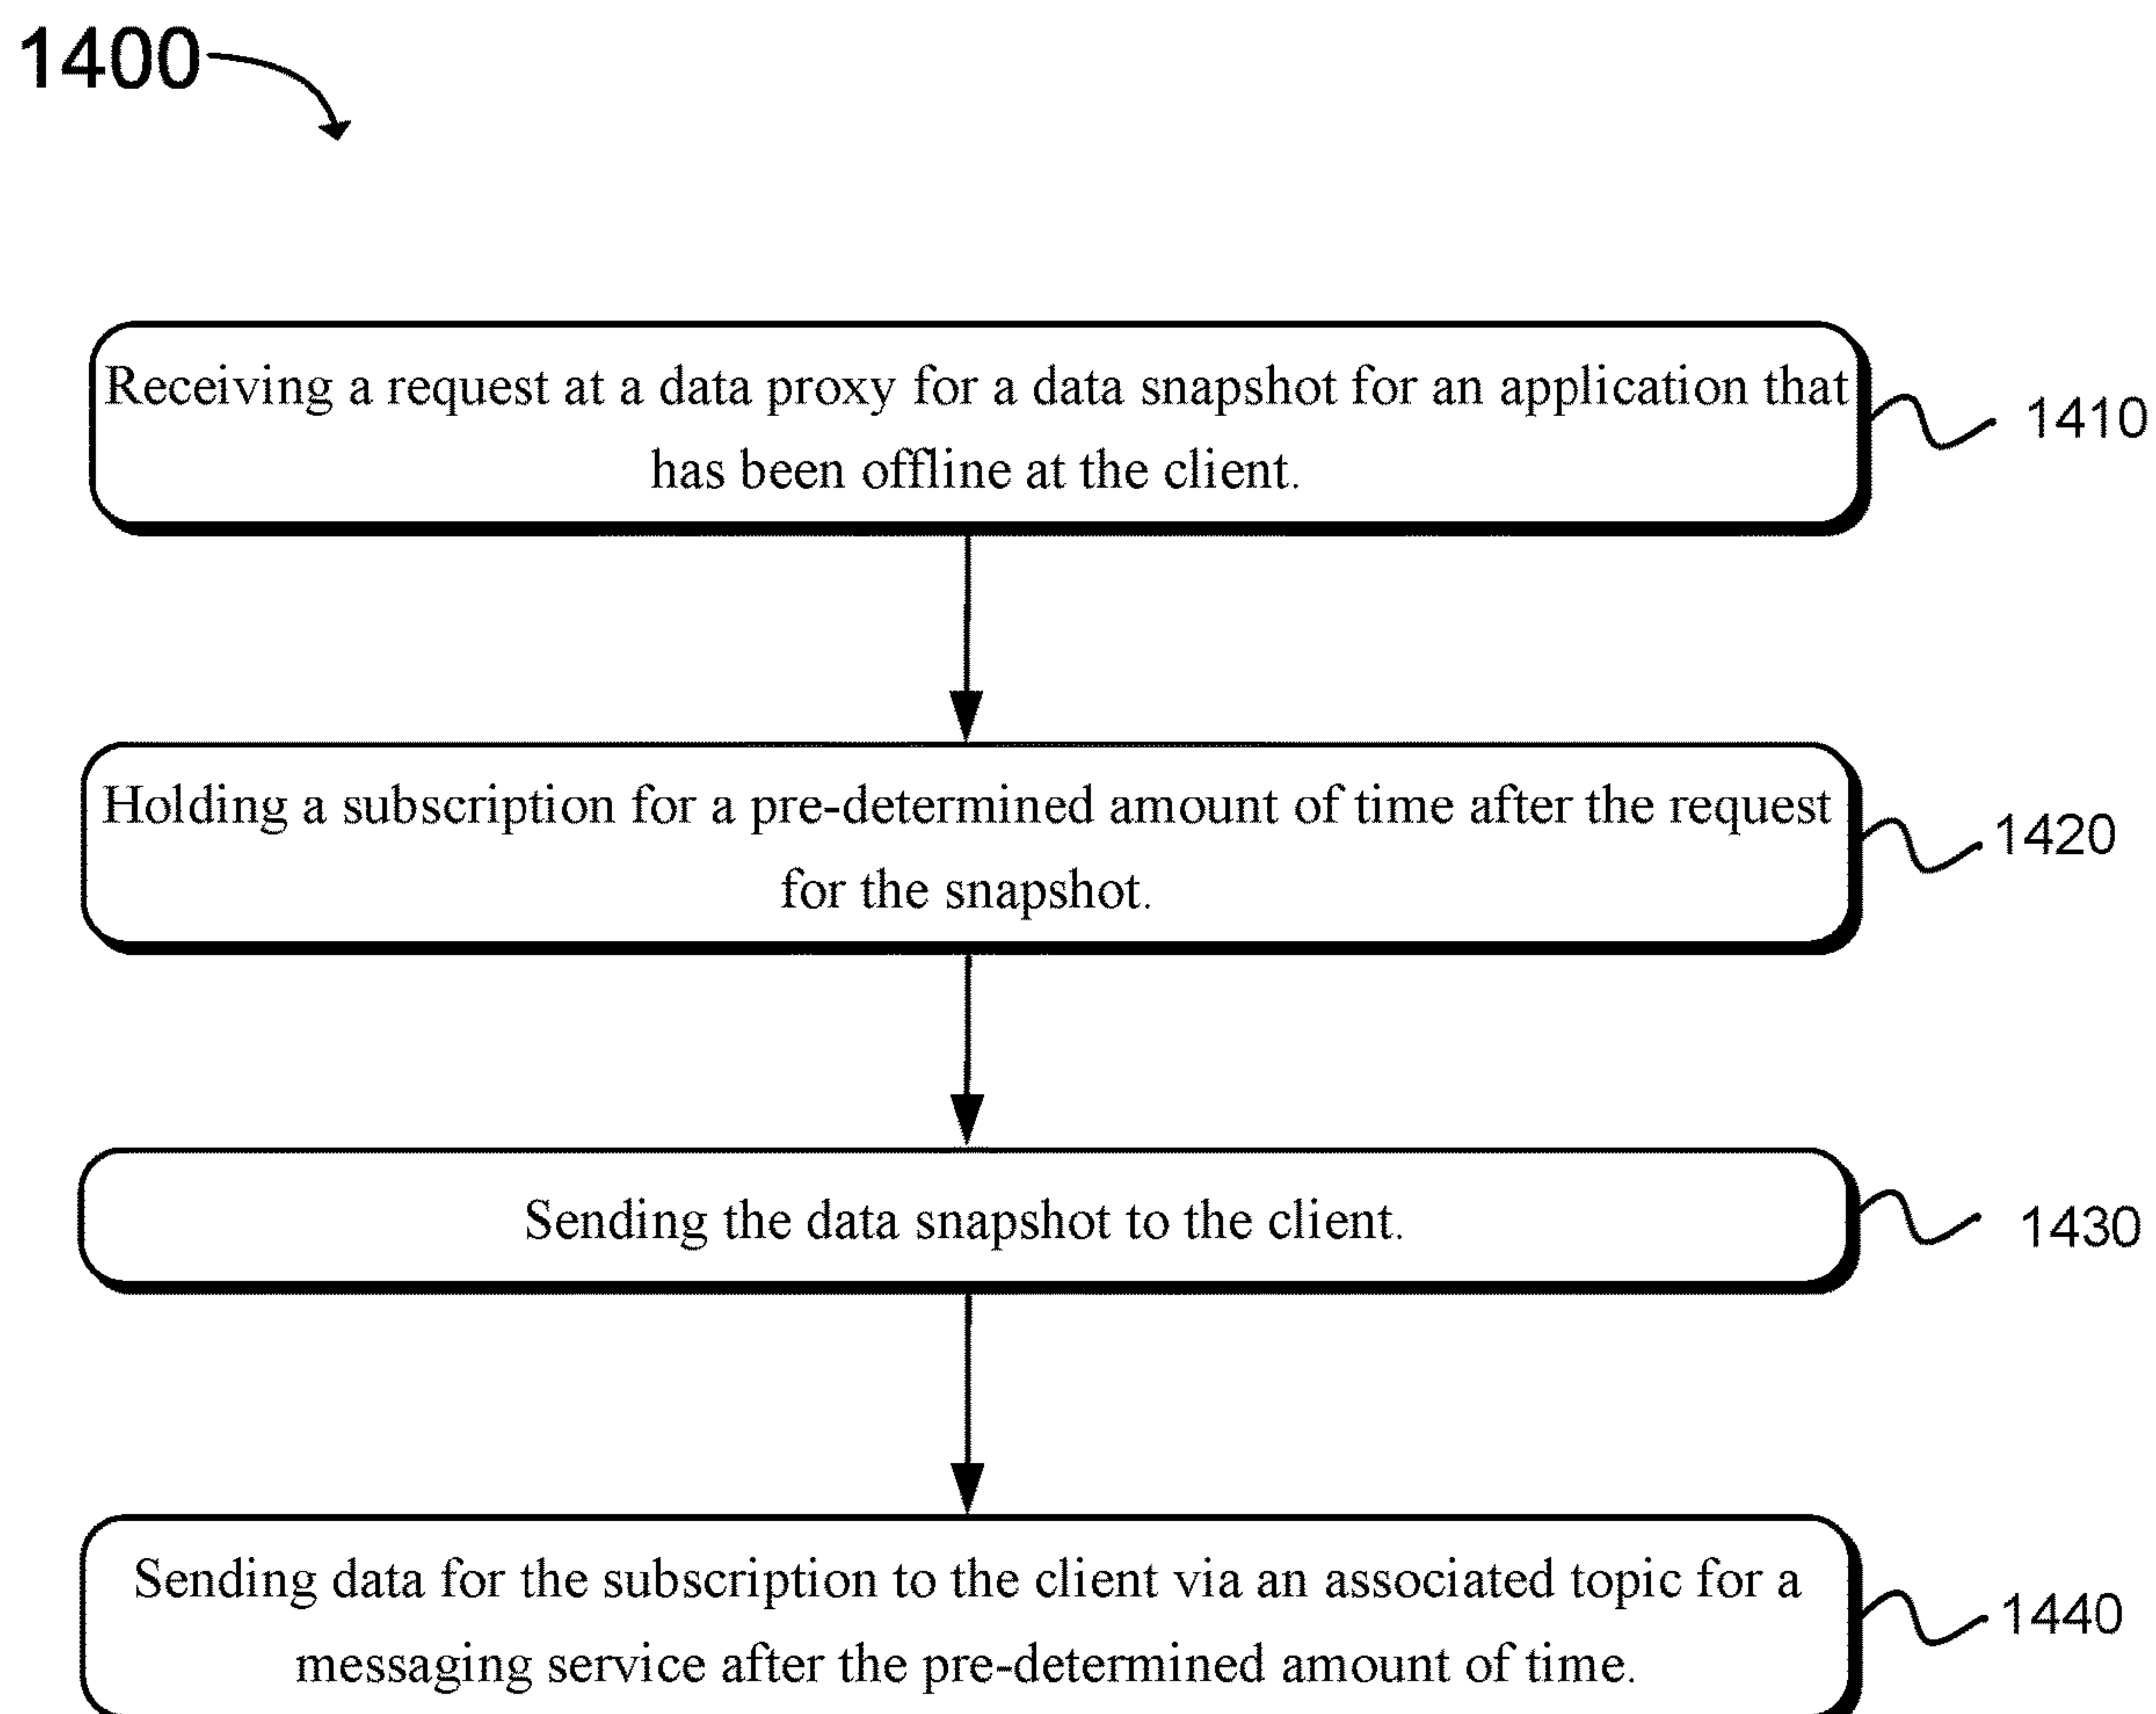 1400
Receiving a request at a data proxy for a data snapshot for an application that
has been offline at the client.
1410
Holding a subscription for a pre-determined amount of time after the request
for the snapshot.
1420
Sending the data snapshot to the client.
1430
Sending data for the subscription to the client via an associated topic for a
messaging service after the pre-determined amount of time.
1440